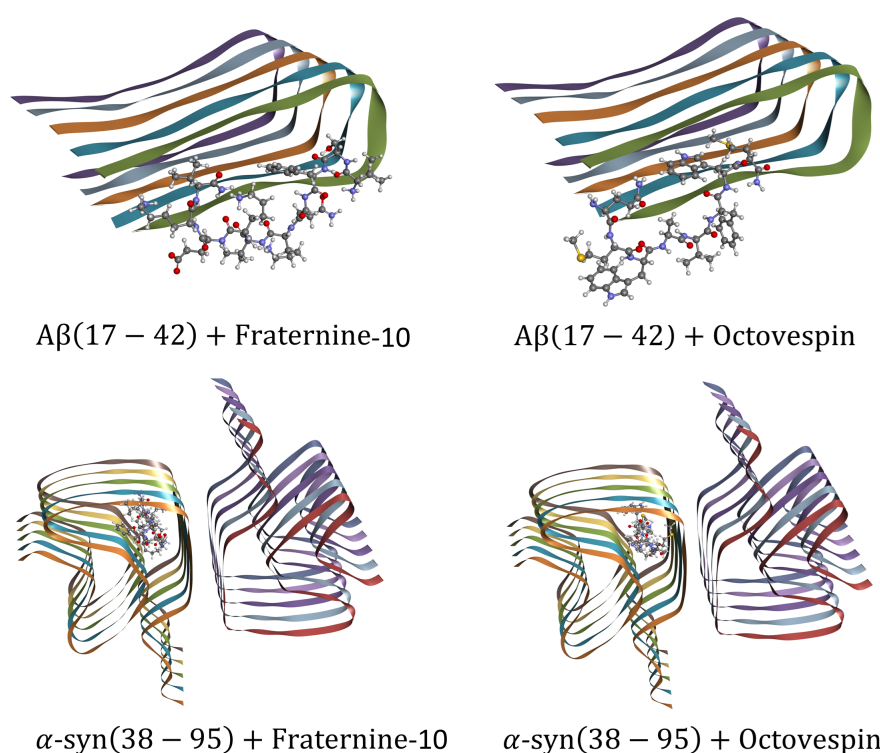 Aβ(17 − 42) + Fraternine-10
Aβ(17 − 42) + Octovespin
α-syn(38 − 95) + Fraternine-10
α-syn(38 − 95) + Octovespin